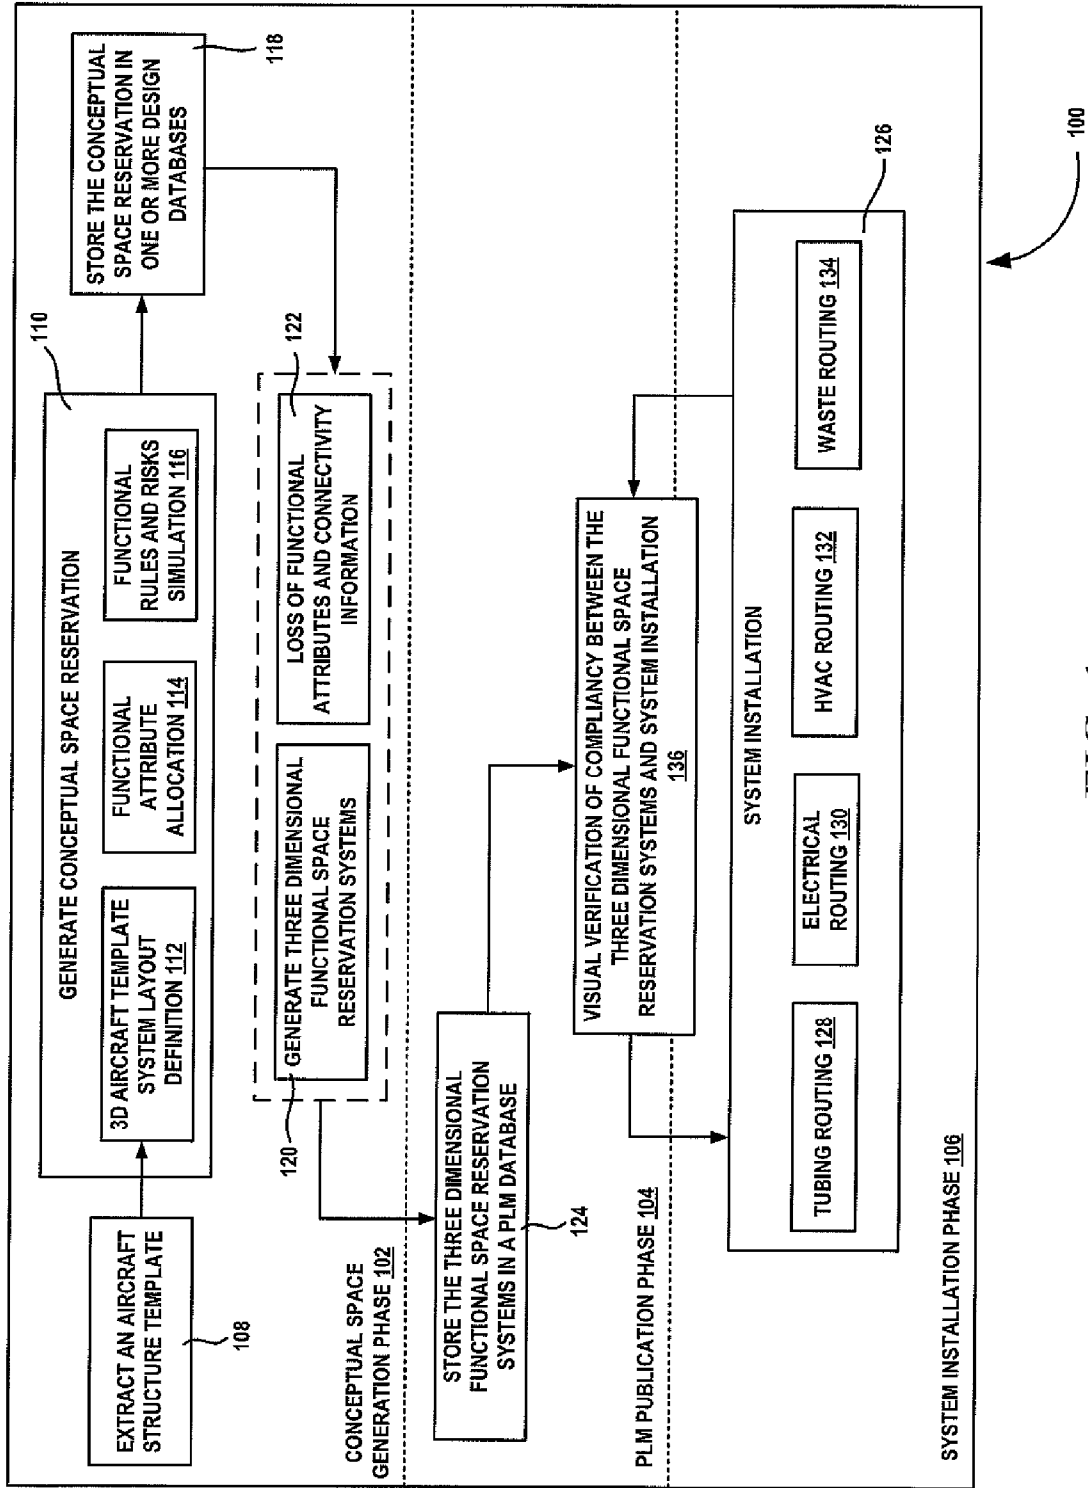 EXTRACT AN AIRCRAFT
STRUCTURE TEMPLATE
108
GENERATE CONCEPTUAL SPACE RESERVATION
110
3D AIRCRAFT TEMPLATE
SYSTEM LAYOUT
DEFINITION 112
FUNCTIONAL
ATTRIBUTE
ALLOCATION 114
FUNCTIONAL
RULES AND RISKS
SIMULATION 116
STORE THE CONCEPTUAL
SPACE RESERVATION IN
ONE OR MORE DESIGN
DATABASES
118
120
GENERATE THREE DIMENSIONAL
FUNCTIONAL SPACE
RESERVATION SYSTEMS
LOSS OF FUNCTIONAL
ATTRIBUTES AND CONNECTIVITY
INFORMATION
122
CONCEPTUAL SPACE
GENERATION PHASE 102
STORE THE THREE DIMENSIONAL
FUNCTIONAL SPACE RESERVATION
SYSTEMS IN A PLM DATABASE
124
VISUAL VERIFICATION OF COMPLIANCY BETWEEN THE
THREE DIMENSIONAL FUNCTIONAL SPACE
RESERVATION SYSTEMS AND SYSTEM INSTALLATION
136
PLM PUBLICATION PHASE 104
SYSTEM INSTALLATION
TUBING ROUTING 128
ELECTRICAL
ROUTING 130
HVAC ROUTING 132
WASTE ROUTING 134
126
SYSTEM INSTALLATION PHASE 106
100